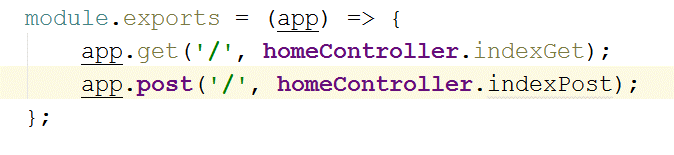 module.exports = (app) => {
    app.get('/', homeController.indexGet);
    app.post('/', homeController.indexPost);
};